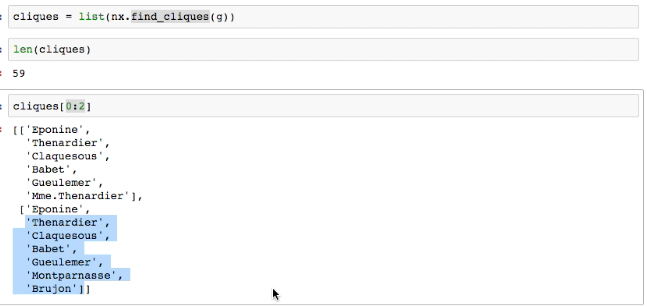 cliques = list(nx.find_cliques(g))
len(cliques)
59
cliques[0:2]
[['Eponine',
'Thenardier',
'Claquesous',
'Babet',
'Gueulemer',
'Mme.Thenardier'],
['Eponine',
'Thenardier',
'Claquesous',
'Babet',
'Gueulemer',
'Montparnasse',
'Brujon']]